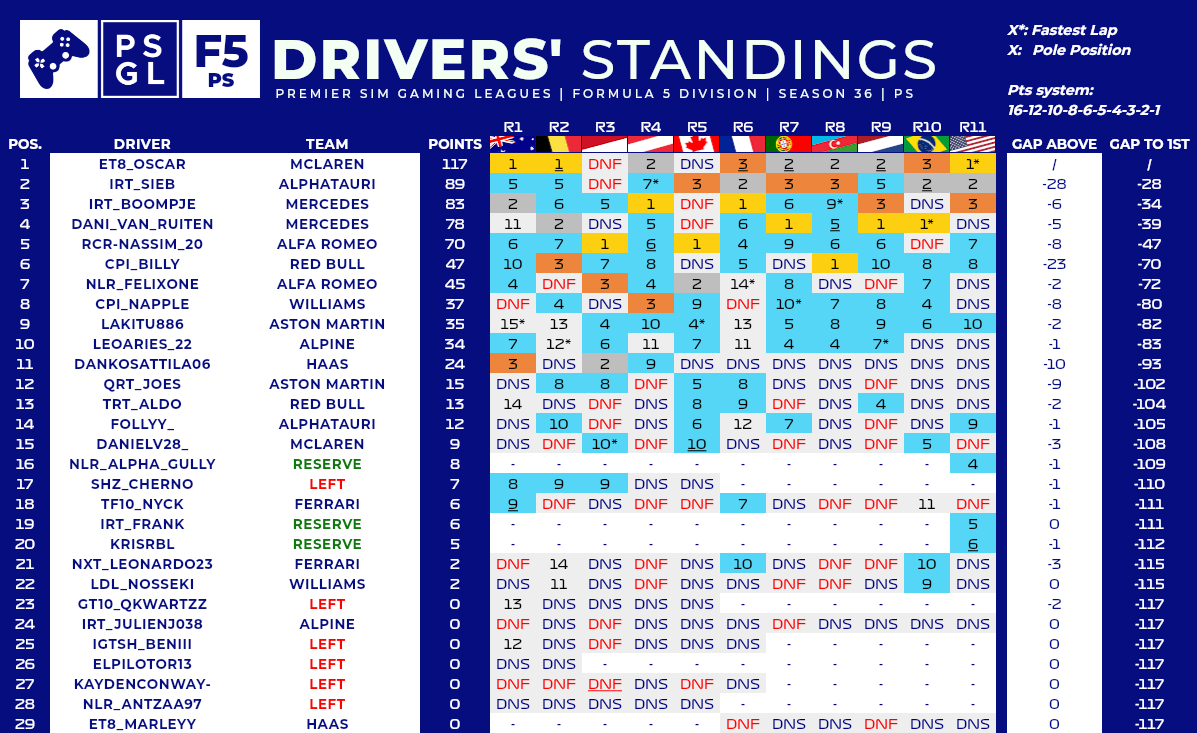 PS GL F5 PS DRIVERS' STANDINGS
PREMIER SIM GAMING LEAGUES | FORMULA 5 DIVISION | SEASON 36 | PS
X*: Fastest Lap
X: Pole Position
Pts system:
16-12-10-8-6-5-4-3-2-1
R1 R2 R3 R4 R5 R6 R7 R8 R9 R10 R11
POS. DRIVER TEAM POINTS GAP ABOVE GAP TO 1ST
1 ET8_OSCAR MCLAREN 117 1 1 DNF 2 DNS 3 2 2 2 3 1* / /
2 IRT_SIEB ALPHATAURI 89 5 5 DNF 7* 3 2 3 3 5 2 2 -28 -28
3 IRT_BOOMPJE MERCEDES 83 2 6 5 1 DNF 1 6 9* 3 DNS 3 -6 -34
4 DANI_VAN_RUITEN MERCEDES 78 11 2 DNS 5 DNF 6 1 5 1 1* DNS -5 -39
5 RCR-NASSIM_20 ALFA ROMEO 70 6 7 1 6 1 4 9 6 6 DNF 7 -8 -47
6 CPI_BILLY RED BULL 47 10 3 7 8 DNS 5 DNS 1 10 8 8 -23 -70
7 NLR_FELIXONE ALFA ROMEO 45 4 DNF 3 4 2 14* 8 DNS DNF 7 DNS -2 -72
8 CPI_NAPPLE WILLIAMS 37 DNF 4 DNS 3 9 DNF 10* 7 8 4 DNS -8 -80
9 LAKITU886 ASTON MARTIN 35 15* 13 4 10 4* 13 5 8 9 6 10 -2 -82
10 LEOARIES_22 ALPINE 34 7 12* 6 11 7 11 4 4 7* DNS DNS -1 -83
11 DANKOSATTILA06 HAAS 24 3 DNS 2 9 DNS DNS DNS DNS DNS DNS DNS -10 -93
12 QRT_JOES ASTON MARTIN 15 DNS 8 8 DNF 5 8 DNS DNS DNF DNS DNS -9 -102
13 TRT_ALDO RED BULL 13 14 DNS DNF DNS 8 9 DNF DNS 4 DNS DNS -2 -104
14 FOLLYY_ ALPHATAURI 12 DNS 10 DNF DNS 6 12 7 DNS DNF DNS 9 -1 -105
15 DANIELV28_ MCLAREN 9 DNS DNF 10* DNF 10 DNS DNF DNS DNF 5 DNF -3 -108
16 NLR_ALPHA_GULLY RESERVE 8 - - - - - - - - - - 4 -1 -109
17 SHZ_CHERNO LEFT 7 8 9 9 DNS DNS - - - - - - -1 -110
18 TF10_NYCK FERRARI 6 9 DNF DNS DNF DNF 7 DNS DNF DNF 11 DNF -1 -111
19 IRT_FRANK RESERVE 6 - - - - - - - - - - 5 0 -111
20 KRISRBL RESERVE 5 - - - - - - - - - - 6 -1 -112
21 NXT_LEONARDO23 FERRARI 2 DNF 14 DNS DNF DNS 10 DNS DNS DNF 10 DNS -3 -115
22 LDL_NOSSEKI WILLIAMS 2 DNS 11 DNS DNF DNS DNS DNF DNF DNS 9 DNS 0 -115
23 GT10_QKWARTZZ LEFT 0 13 DNS DNS DNS DNS - - - - - - -2 -117
24 IRT_JULIENJ038 ALPINE 0 DNF DNS DNF DNS DNS DNS DNF DNS DNS DNS DNS 0 -117
25 IGTSH_BENIII LEFT 0 12 DNS DNF DNS DNS DNS - - - - - 0 -117
26 ELPILOTOR13 LEFT 0 DNS DNS - - - - - - - - - 0 -117
27 KAYDENCONWAY- LEFT 0 DNF DNF DNF DNS DNF DNS - - - - - 0 -117
28 NLR_ANTZAA97 LEFT 0 DNS DNS DNS DNS DNS - - - - - - 0 -117
29 ET8_MARLEYY HAAS 0 - - - - - DNF DNS DNS DNF DNS DNS 0 -117